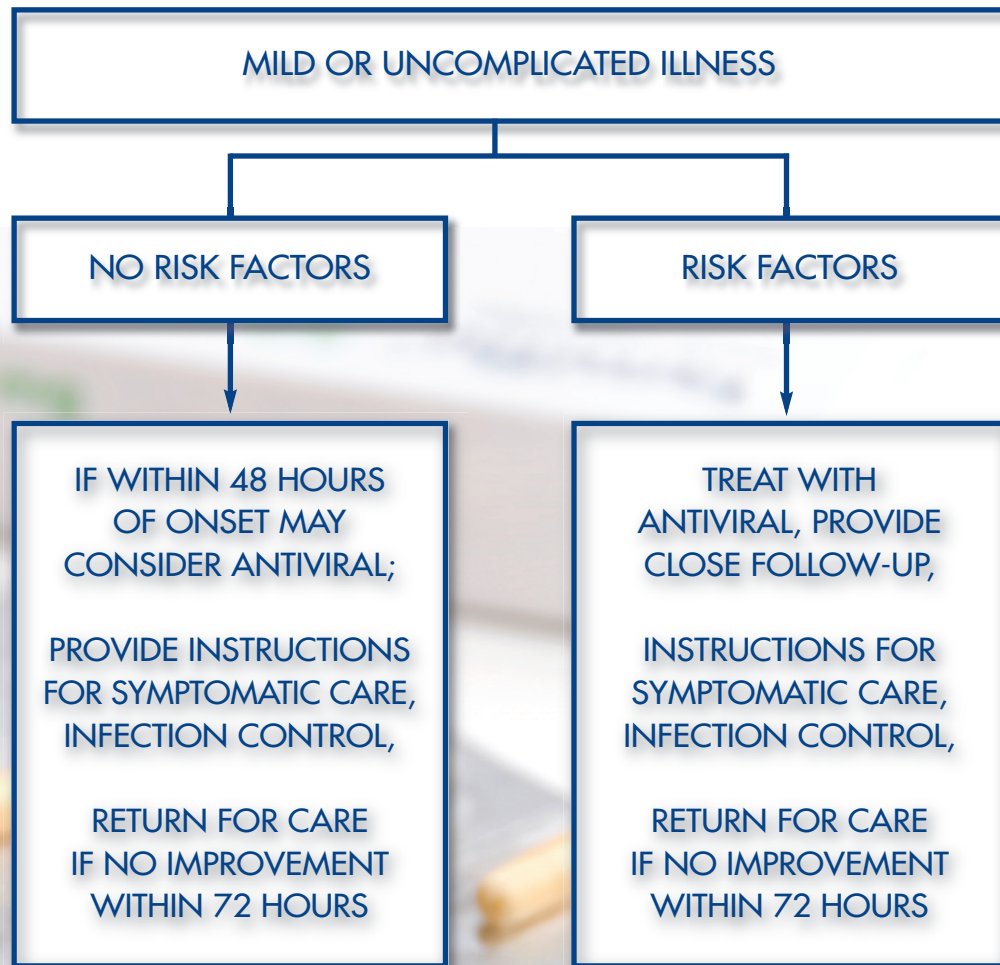 MILD OR UNCOMPLICATED ILLNESS
NO RISK FACTORS
RISK FACTORS
IF WITHIN 48 HOURS
OF ONSET MAY
CONSIDER ANTIVIRAL;
PROVIDE INSTRUCTIONS
FOR SYMPTOMATIC CARE,
INFECTION CONTROL,
RETURN FOR CARE
IF NO IMPROVEMENT
WITHIN 72 HOURS
TREAT WITH
ANTIVIRAL, PROVIDE
CLOSE FOLLOW-UP,
INSTRUCTIONS FOR
SYMPTOMATIC CARE,
INFECTION CONTROL,
RETURN FOR CARE
IF NO IMPROVEMENT
WITHIN 72 HOURS